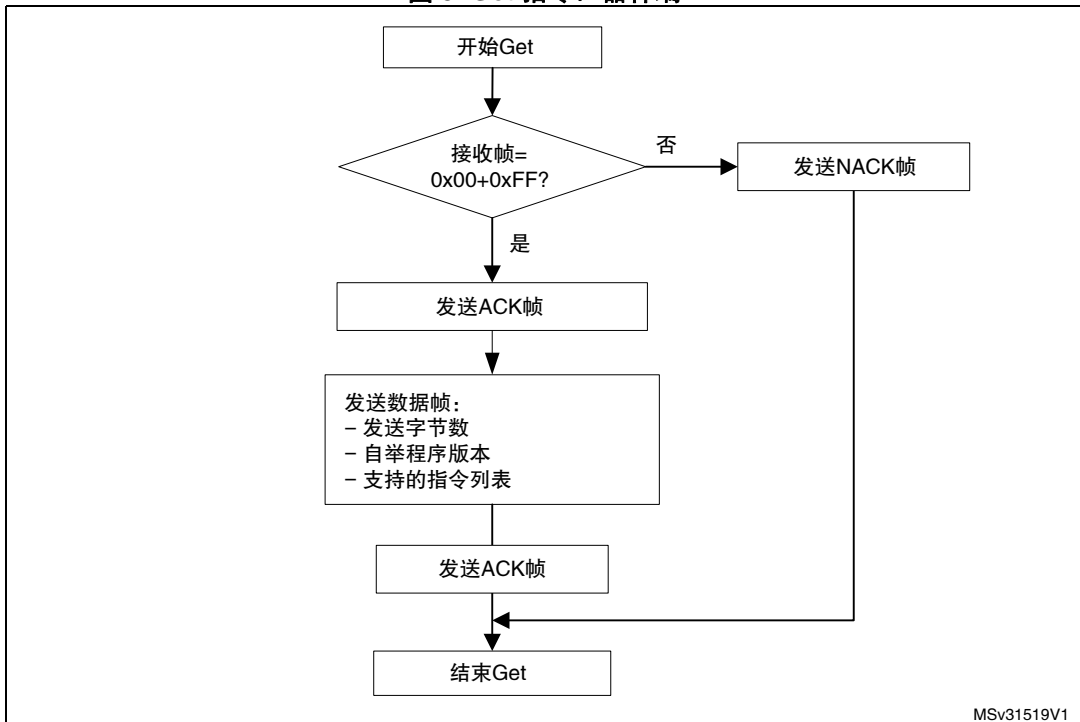 开始Get
接收帧=
0x00+0xFF?
否
发送NACK帧
是
发送ACK帧
发送数据帧:
– 发送字节数
– 自举程序版本
– 支持的指令列表
发送ACK帧
结束Get
MSv31519V1